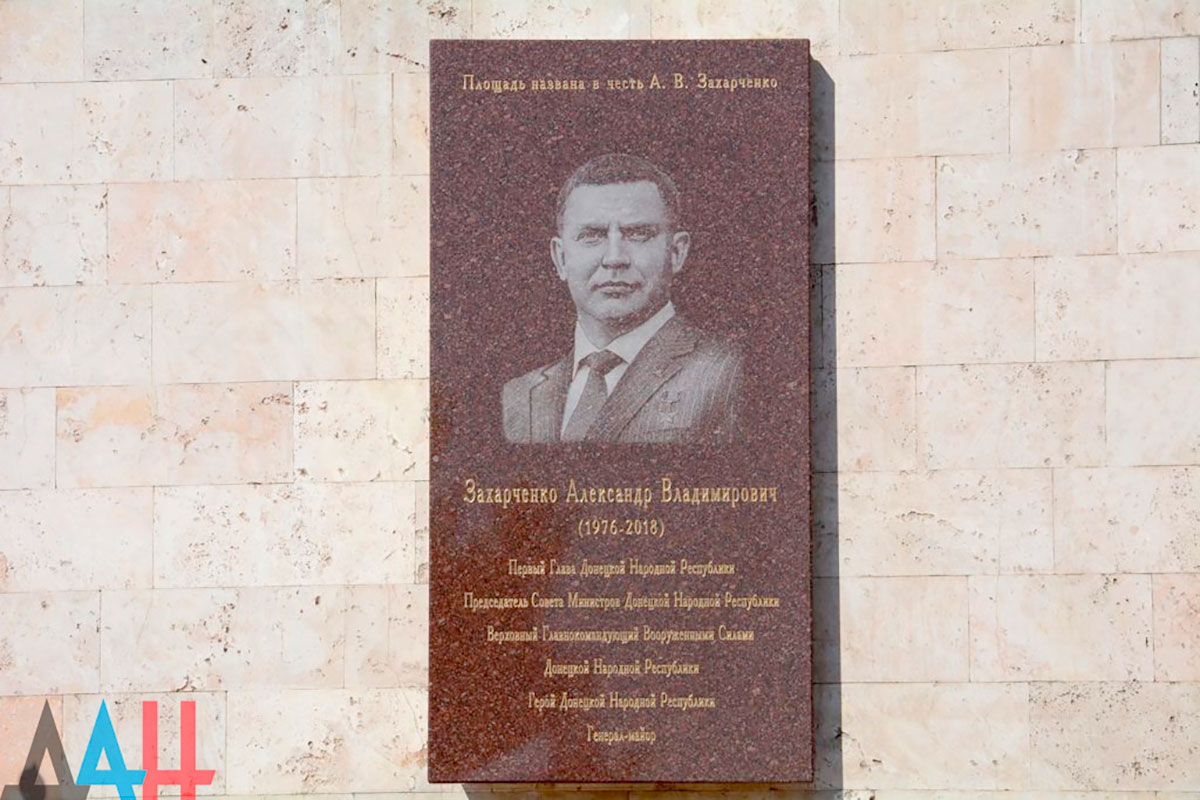 Площадь названа в честь А. В. Захарченко
Захарченко Александр Владимирович
(1976-2018)
Первый Глава Донецкой Народной Республики
Председатель Совета Министров Донецкой Народной Республики
Верховный Главнокомандующий Вооруженными Силами
Донецкой Народной Республики
Герой Донецкой Народной Республики
Генерал-майор
ДАН